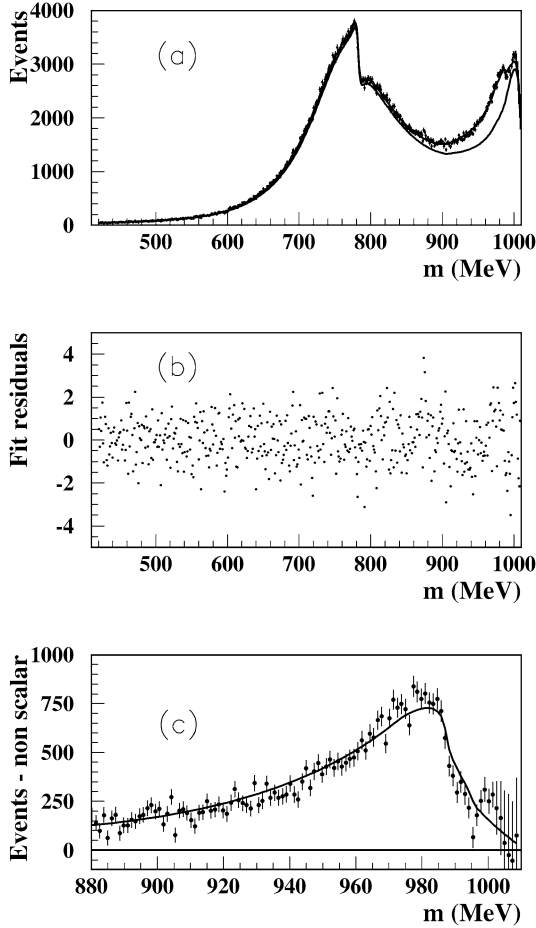 Events
4000
3000
2000
1000
0
(a)
500 600 700 800 900 1000
m (MeV)
Fit residuals
4
2
0
-2
-4
(b)
500 600 700 800 900 1000
m (MeV)
Events - non scalar
1000
750
500
250
0
(c)
880 900 920 940 960 980 1000
m (MeV)